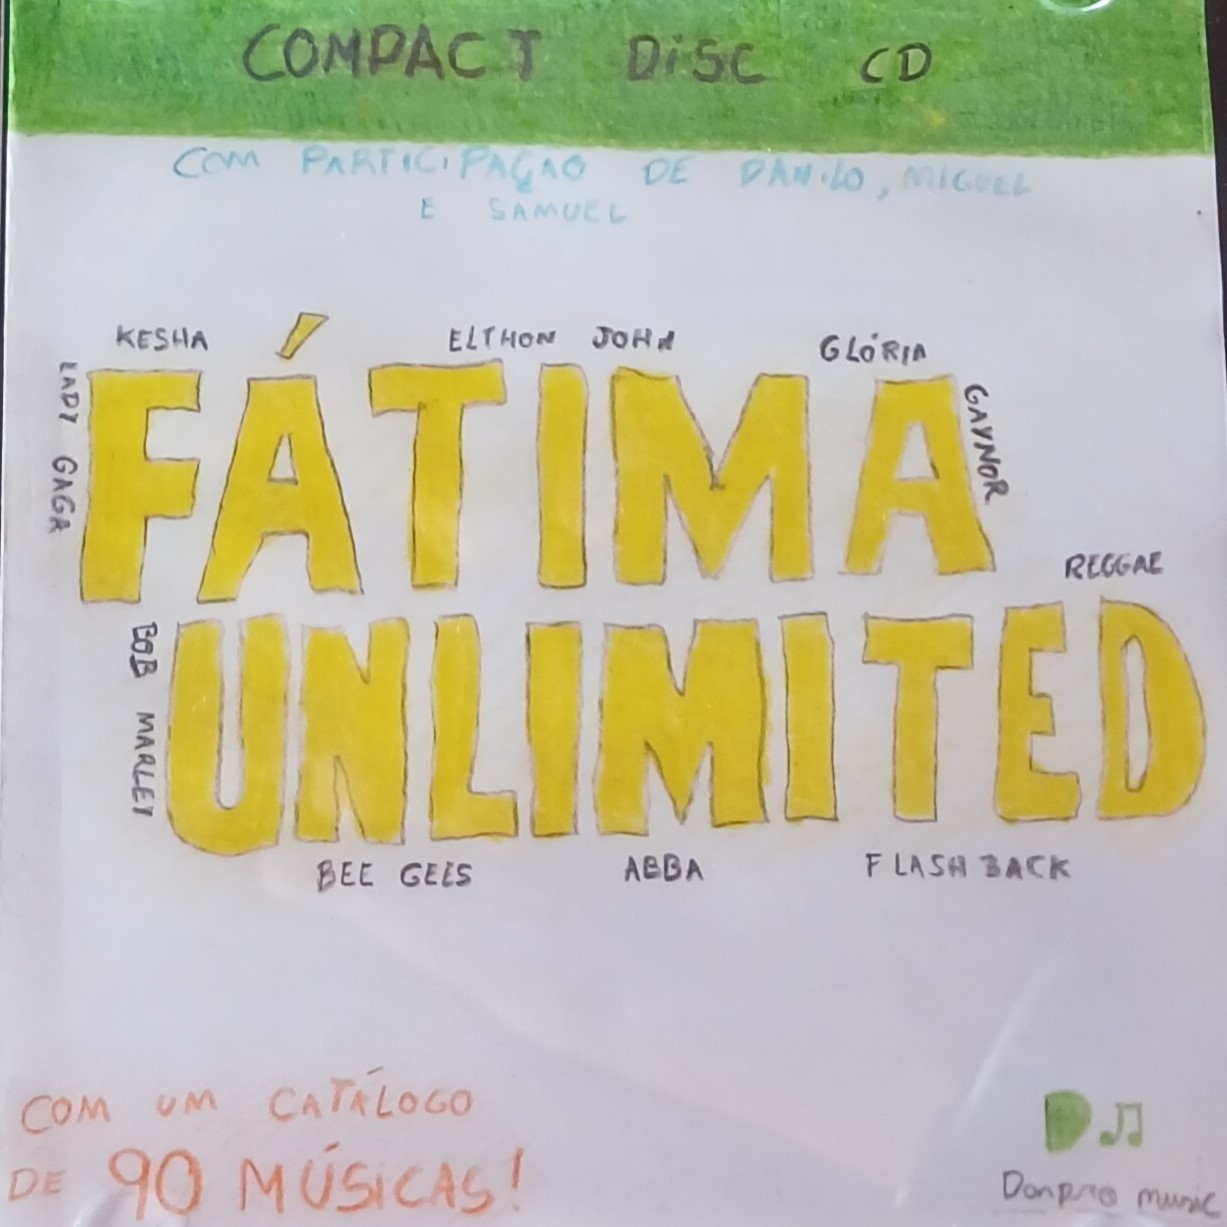 COMPACT DiSC CD
COM PARTICIPAÇAO DE DANILO, MIGUEL
E SAMUEL
KESHA ELTHON JOHN GLÓRIA
GAYNOR
LADY GAGA
FÁTIMA
REGGAE
BOB MARLEY
UNLIMITED
BEE GEES ABBA FLASH BACK
COM UM CATÁLOGO
DE 90 MÚSiCAS!
D♫
Donpro music